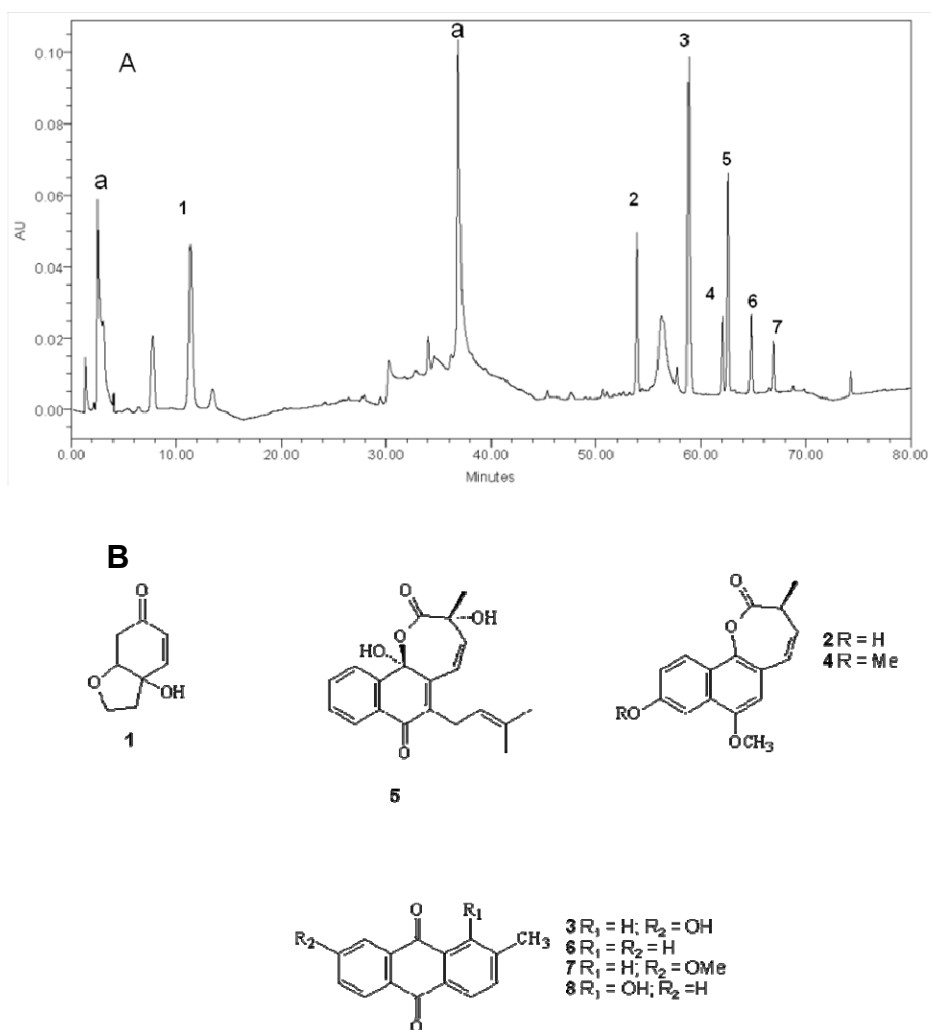 A
a
a
1
2
3
4
5
6
7
0.10
0.08
0.06
0.04
0.02
0.00
AU
0.00 10.00 20.00 30.00 40.00 50.00 60.00 70.00 80.00
Minutes
B
O
O
OH
1
O
O
OH
HO
O
5
O
O
RO
OCH3
2 R = H
4 R = Me
O
R1
R2
CH3
O
3 R1 = H; R2 = OH
6 R1 = R2 = H
7 R1 = H; R2 = OMe
8 R1 = OH; R2 = H